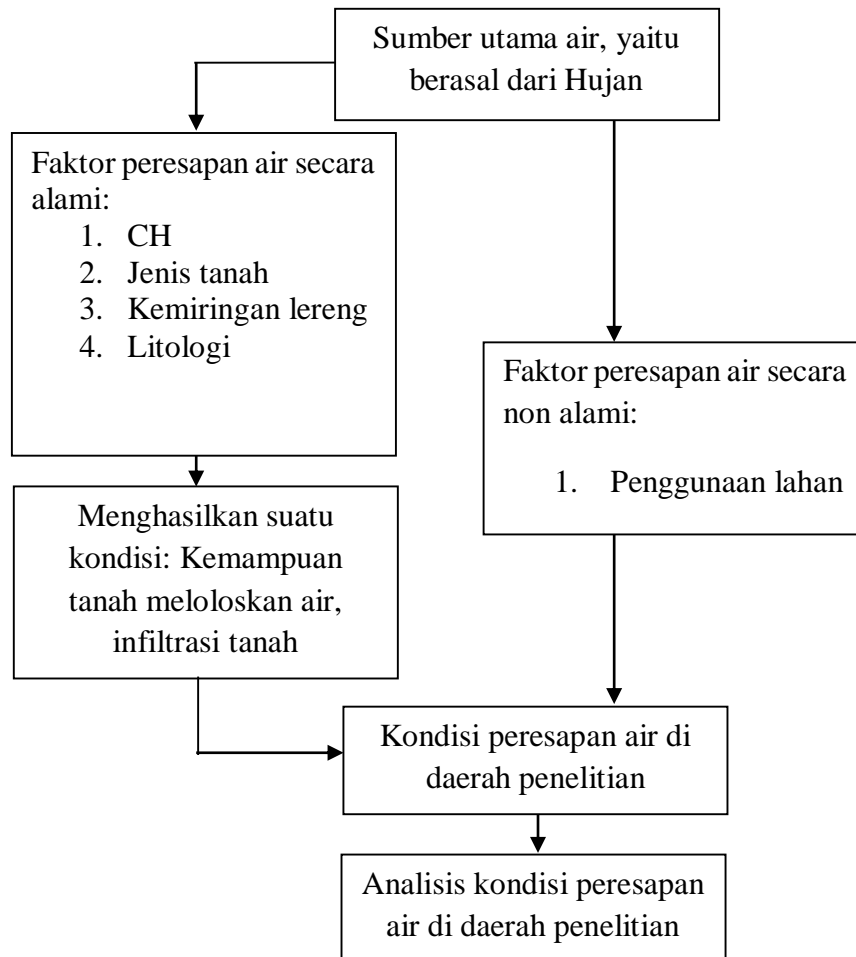 Sumber utama air, yaitu
berasal dari Hujan
Faktor peresapan air secara
alami:
1. CH
2. Jenis tanah
3. Kemiringan lereng
4. Litologi
Faktor peresapan air secara
non alami:
1. Penggunaan lahan
Menghasilkan suatu
kondisi: Kemampuan
tanah meloloskan air,
infiltrasi tanah
Kondisi peresapan air di
daerah penelitian
Analisis kondisi peresapan
air di daerah penelitian